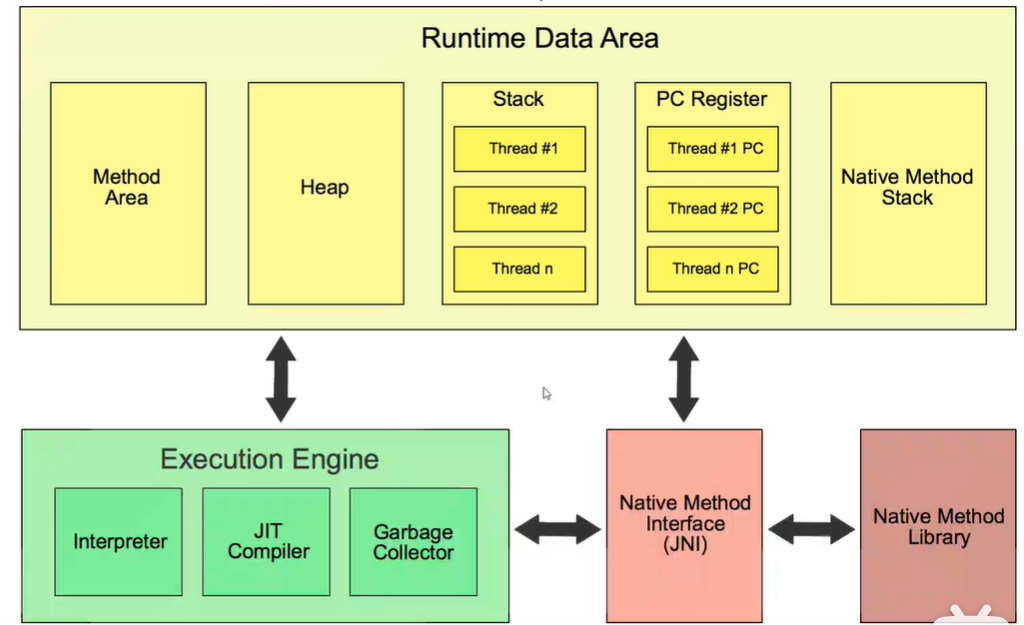 Runtime Data Area
Method
Area
Heap
Stack
Thread #1
Thread #2
Thread n
PC Register
Thread #1 PC
Thread #2 PC
Thread n PC
Native Method
Stack
Execution Engine
Interpreter
JIT
Compiler
Garbage
Collector
Native Method
Interface
(JNI)
Native Method
Library